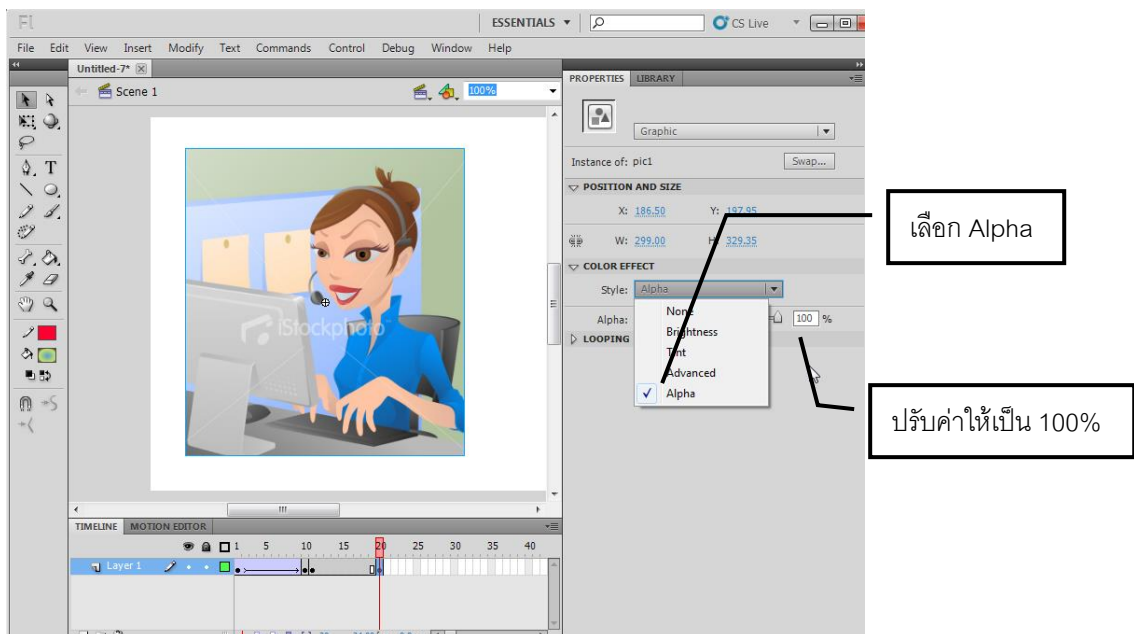 Fl
ESSENTIALS
CS Live
File Edit View Insert Modify Text Commands Control Debug Window Help
Untitled-7*
Scene 1
100%
PROPERTIES LIBRARY
Graphic
Instance of: pic1
Swap...
POSITION AND SIZE
X: 186.50 Y: 197.95
W: 299.00 H: 329.35
COLOR EFFECT
Style: Alpha
Alpha: 100 %
LOOPING
None
Brightness
Tint
Advanced
Alpha
เลือก Alpha
ปรับค่าให้เป็น 100%
iStockphoto
TIMELINE MOTION EDITOR
1 5 10 15 20 25 30 35 40
Layer 1